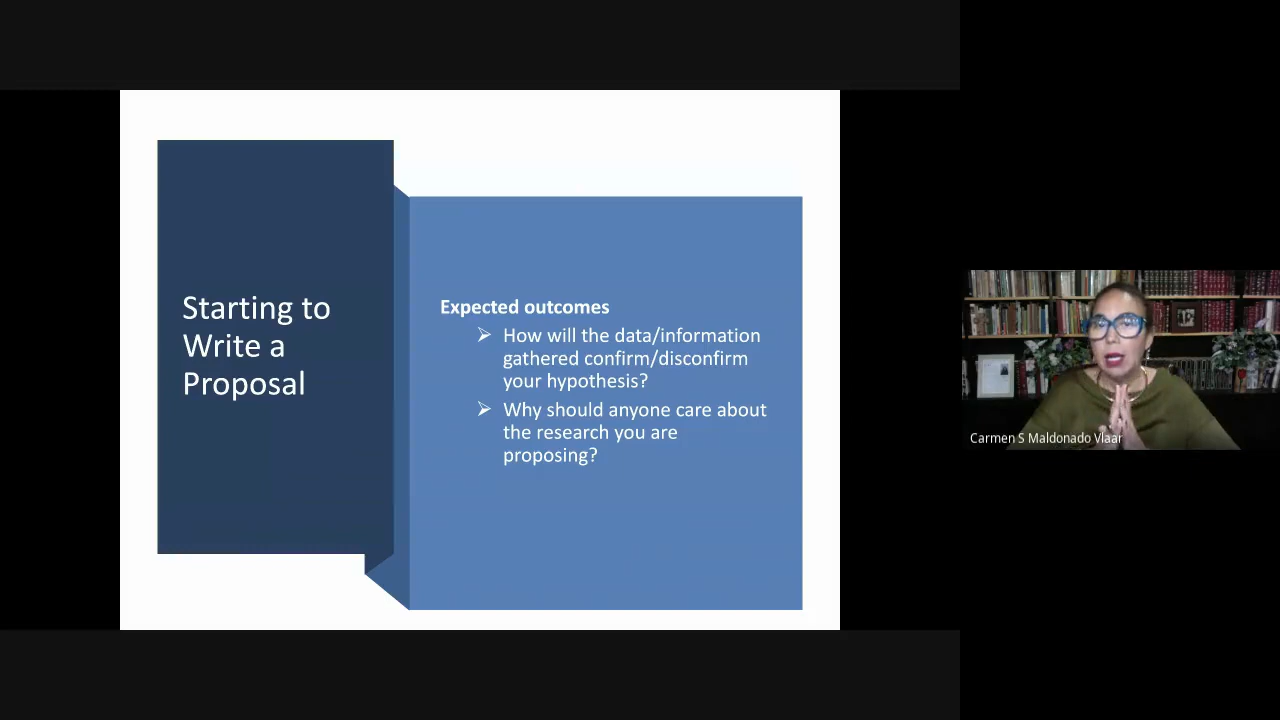 Starting to
Write a
Proposal
Expected outcomes
➢ How will the data/information
gathered confirm/disconfirm
your hypothesis?
➢ Why should anyone care about
the research you are
proposing?
Carmen S Maldonado Vlaar